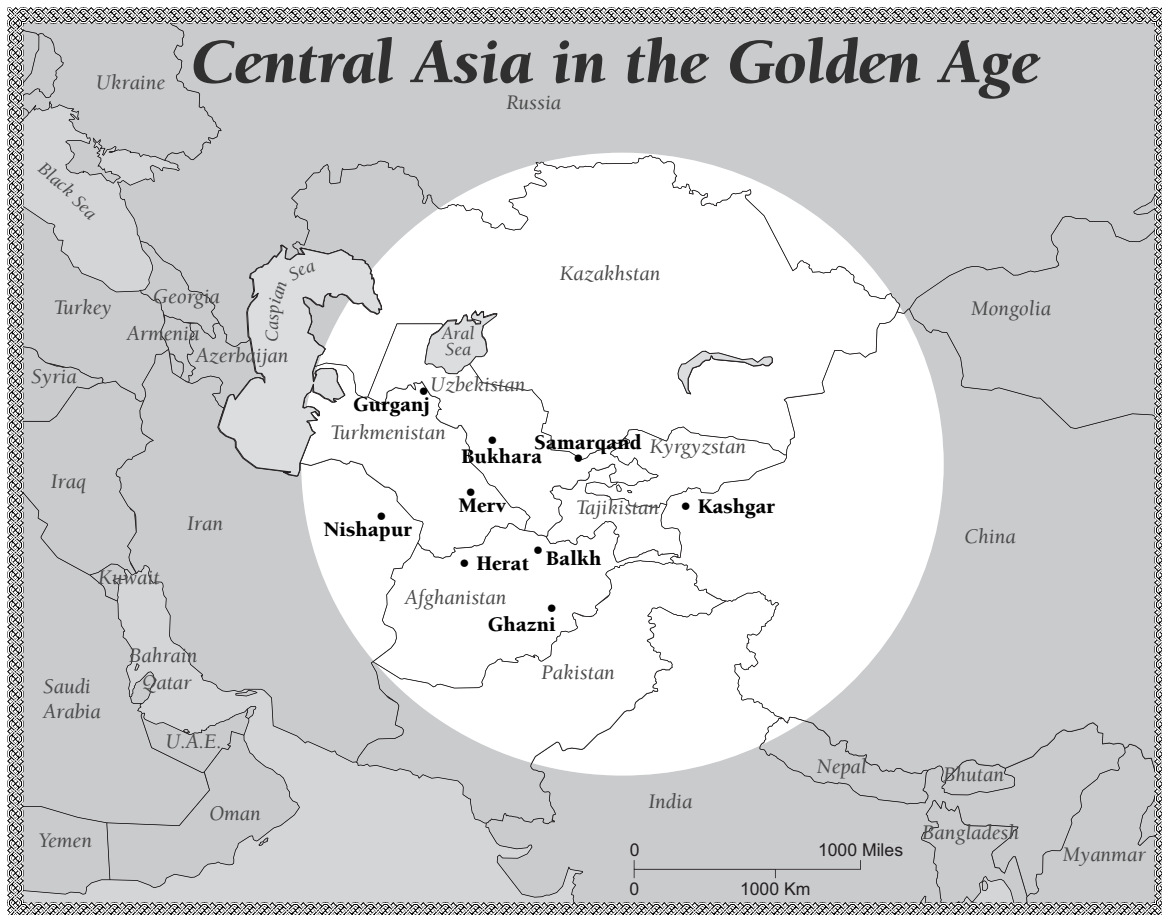 Central Asia in the Golden Age
Ukraine
Russia
Black Sea
Kazakhstan
Caspian Sea
Georgia
Turkey
Mongolia
Armenia
Aral
Sea
Azerbaijan
Syria
Uzbekistan
Gurganj
Turkmenistan
Samarqand
Kyrgyzstan
Bukhara
Iraq
Merv
Tajikistan
Kashgar
Iran
Nishapur
China
Herat
Balkh
Kuwait
Afghanistan
Ghazni
Bahrain
Pakistan
Qatar
Saudi
Arabia
U.A.E.
Nepal
Bhutan
India
Oman
Bangladesh
Yemen
0 1000 Miles
Myanmar
0 1000 Km